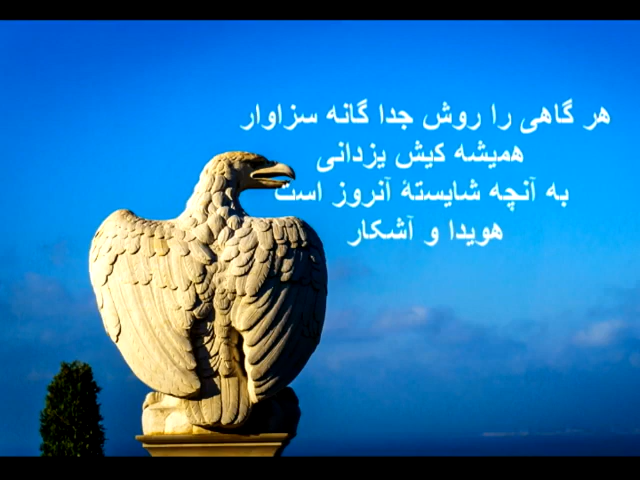 هر گاهی را روش جدا گانه سزاوار
همیشه کیش یزدانی
به آنچه شایستهٔ آنروز است
هویدا و آشکار